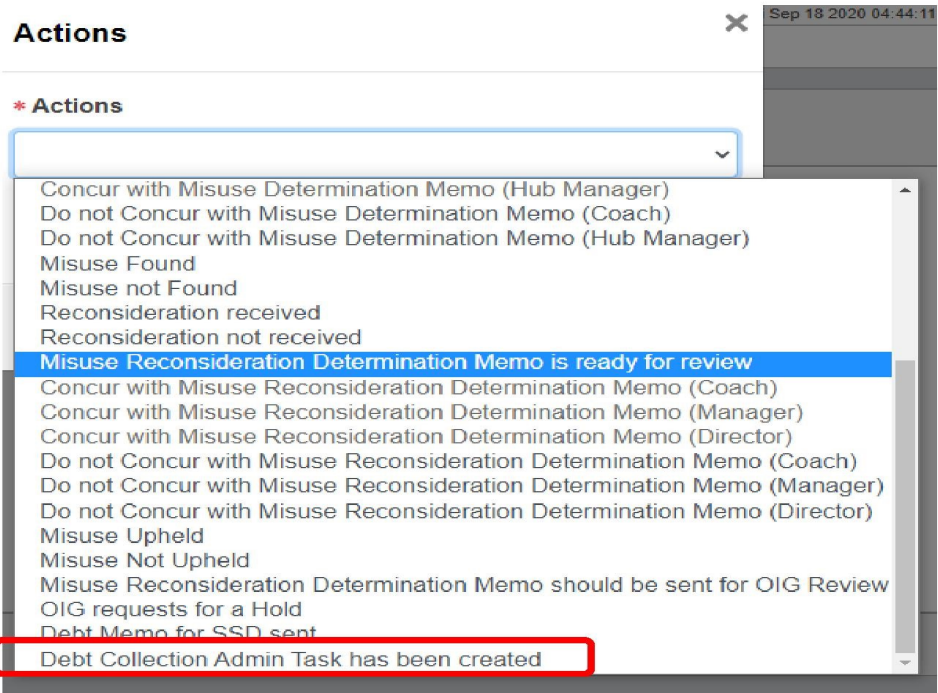 Sep 18 2020 04:44:11
Actions
* Actions
Concur with Misuse Determination Memo (Hub Manager)
Do not Concur with Misuse Determination Memo (Coach)
Do not Concur with Misuse Determination Memo (Hub Manager)
Misuse Found
Misuse not Found
Reconsideration received
Reconsideration not received
Misuse Reconsideration Determination Memo is ready for review
Concur with Misuse Reconsideration Determination Memo (Coach)
Concur with Misuse Reconsideration Determination Memo (Manager)
Concur with Misuse Reconsideration Determination Memo (Director)
Do not Concur with Misuse Reconsideration Determination Memo (Coach)
Do not Concur with Misuse Reconsideration Determination Memo (Manager)
Do not Concur with Misuse Reconsideration Determination Memo (Director)
Misuse Upheld
Misuse Not Upheld
Misuse Reconsideration Determination Memo should be sent for OIG Review
OIG requests for a Hold
Debt Memo for SSD sent
Debt Collection Admin Task has been created